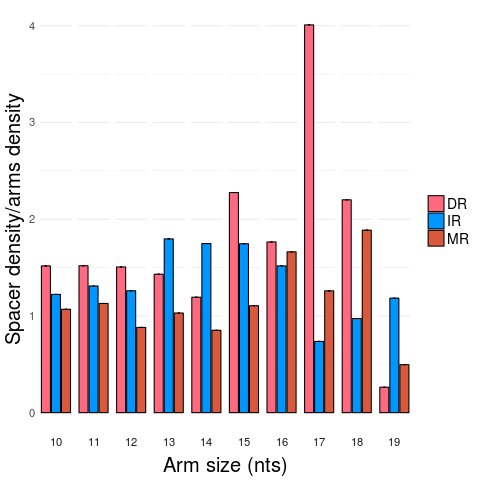 Spacer density/arms density
4
3
2
1
0
10 11 12 13 14 15 16 17 18 19
Arm size (nts)
DR
IR
MR